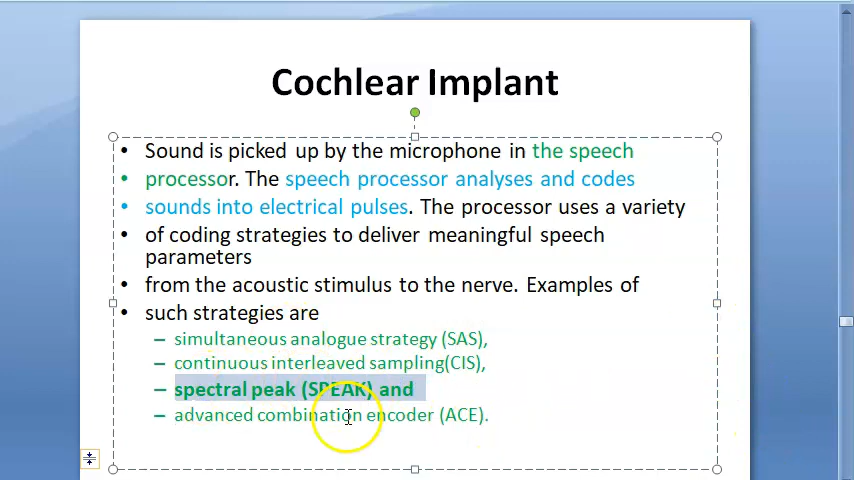 Cochlear Implant
• Sound is picked up by the microphone in the speech
• processor. The speech processor analyses and codes
• sounds into electrical pulses. The processor uses a variety
• of coding strategies to deliver meaningful speech
parameters
• from the acoustic stimulus to the nerve. Examples of
• such strategies are
– simultaneous analogue strategy (SAS),
– continuous interleaved sampling(CIS),
– spectral peak (SPEAK) and
– advanced combination encoder (ACE).